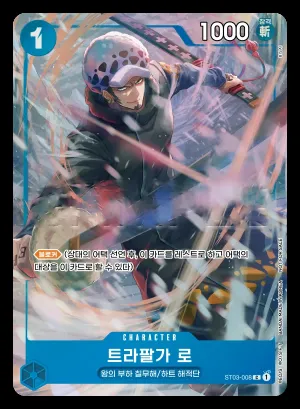 1
1000
참격
斬
블로커 (상대의 어택 선언 후, 이 카드를 레스트로 하고 어택의
대상을 이 카드로 할 수 있다)
CHARACTER
트라팔가 로
왕의 부하 칠무해/하트 해적단
ST03-008 C 1